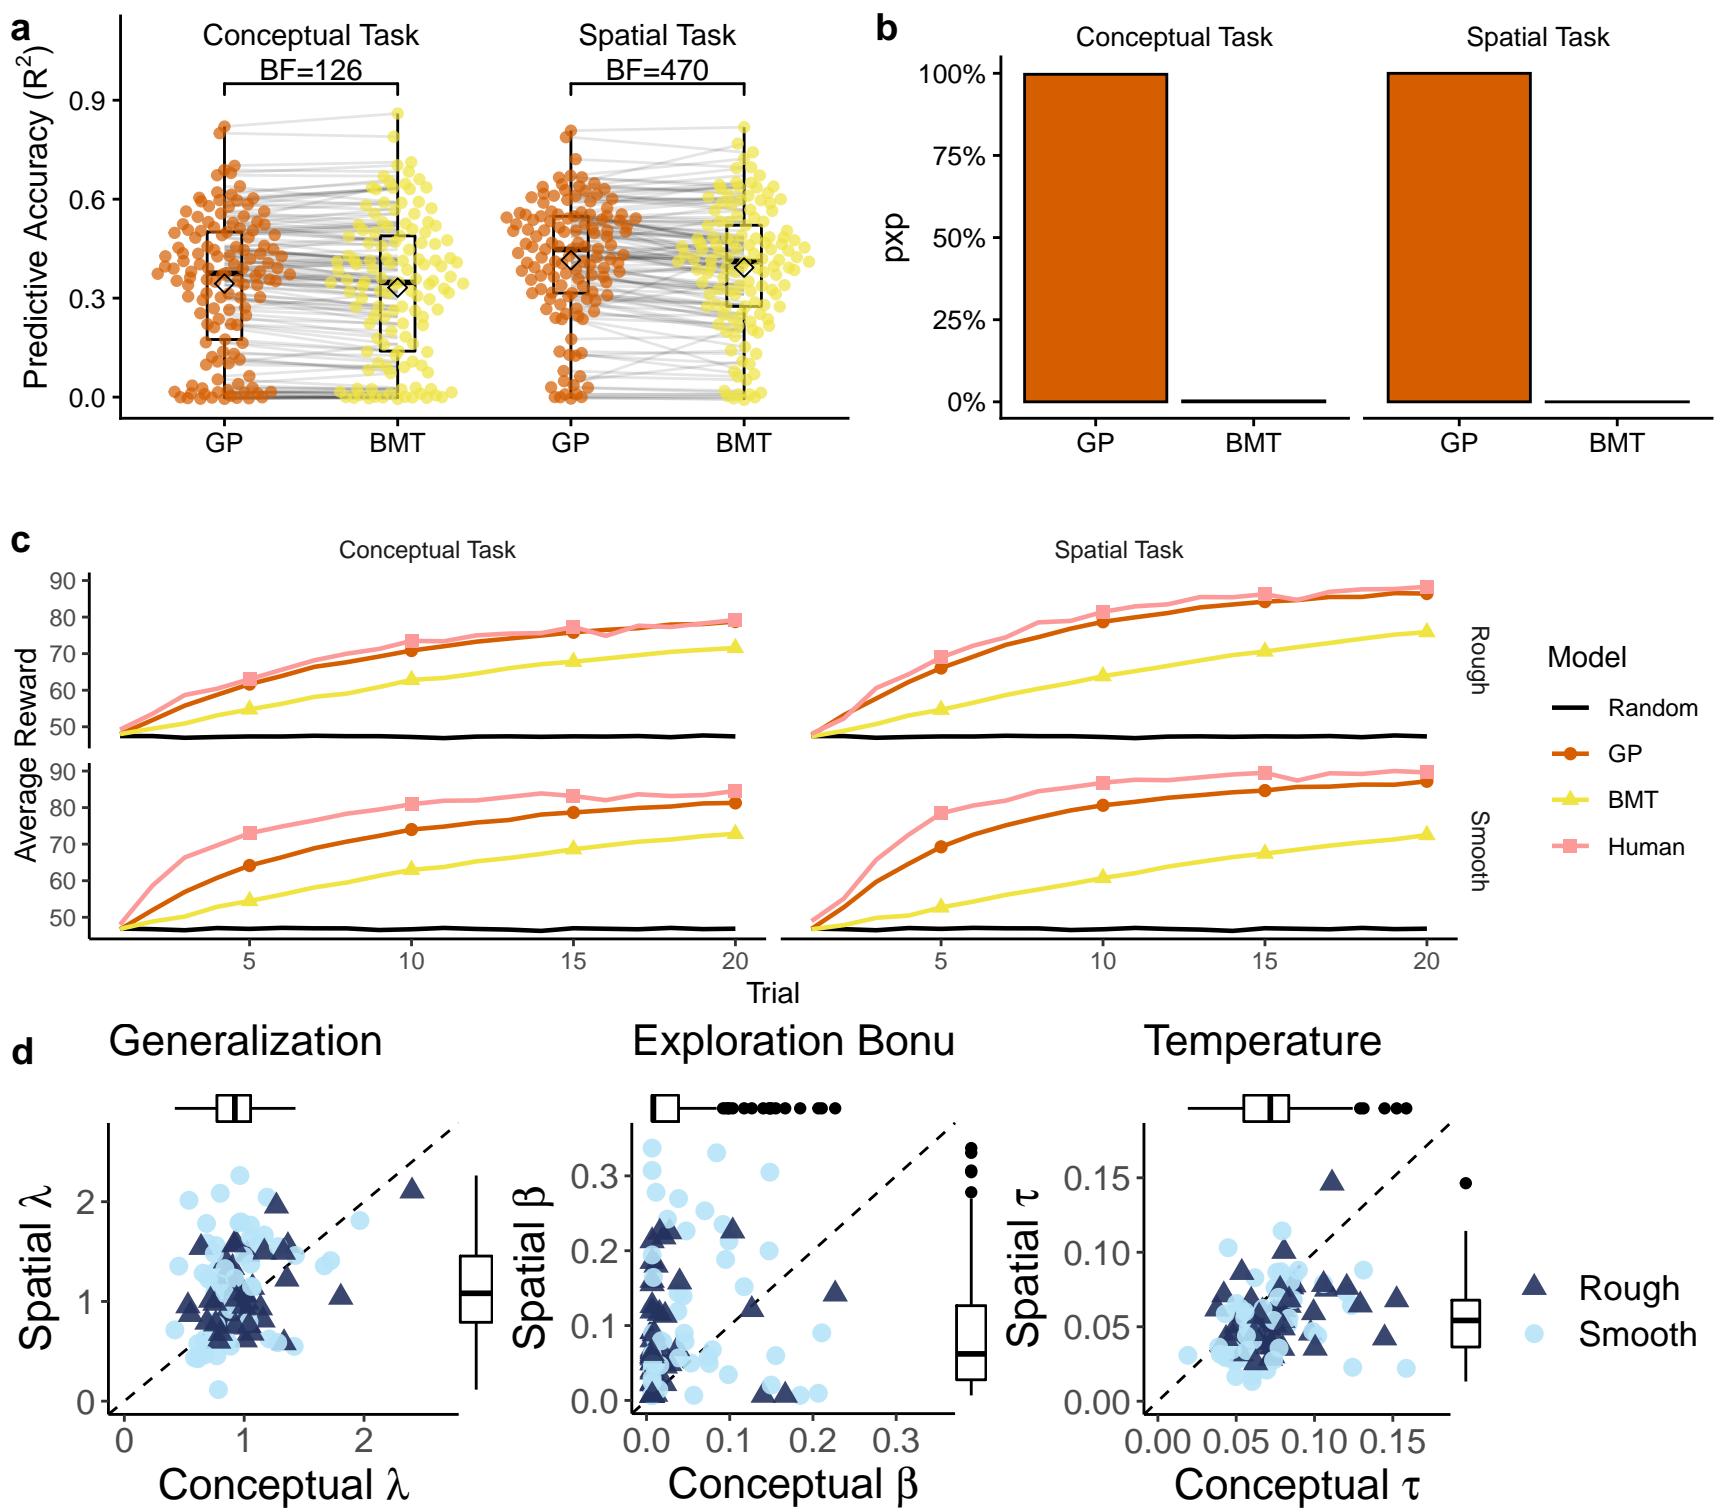 a
Conceptual Task
Spatial Task
BF=126
BF=470
Predictive Accuracy (R²)
0.9
0.6
0.3
0.0
GP
BMT
GP
BMT
b
Conceptual Task
Spatial Task
pxp
100%
75%
50%
25%
0%
GP
BMT
GP
BMT
c
Conceptual Task
Spatial Task
Average Reward
90
80
70
60
50
Rough
90
80
70
60
50
Smooth
5
10
15
20
5
10
15
20
Trial
Model
Random
GP
BMT
Human
d
Generalization
Spatial λ
2
1
0
0
1
2
Conceptual λ
Exploration Bonu
Spatial β
0.3
0.2
0.1
0.0
0.0
0.1
0.2
0.3
Conceptual β
Temperature
Spatial τ
0.15
0.10
0.05
0.00
0.00
0.05
0.10
0.15
Conceptual τ
Rough
Smooth